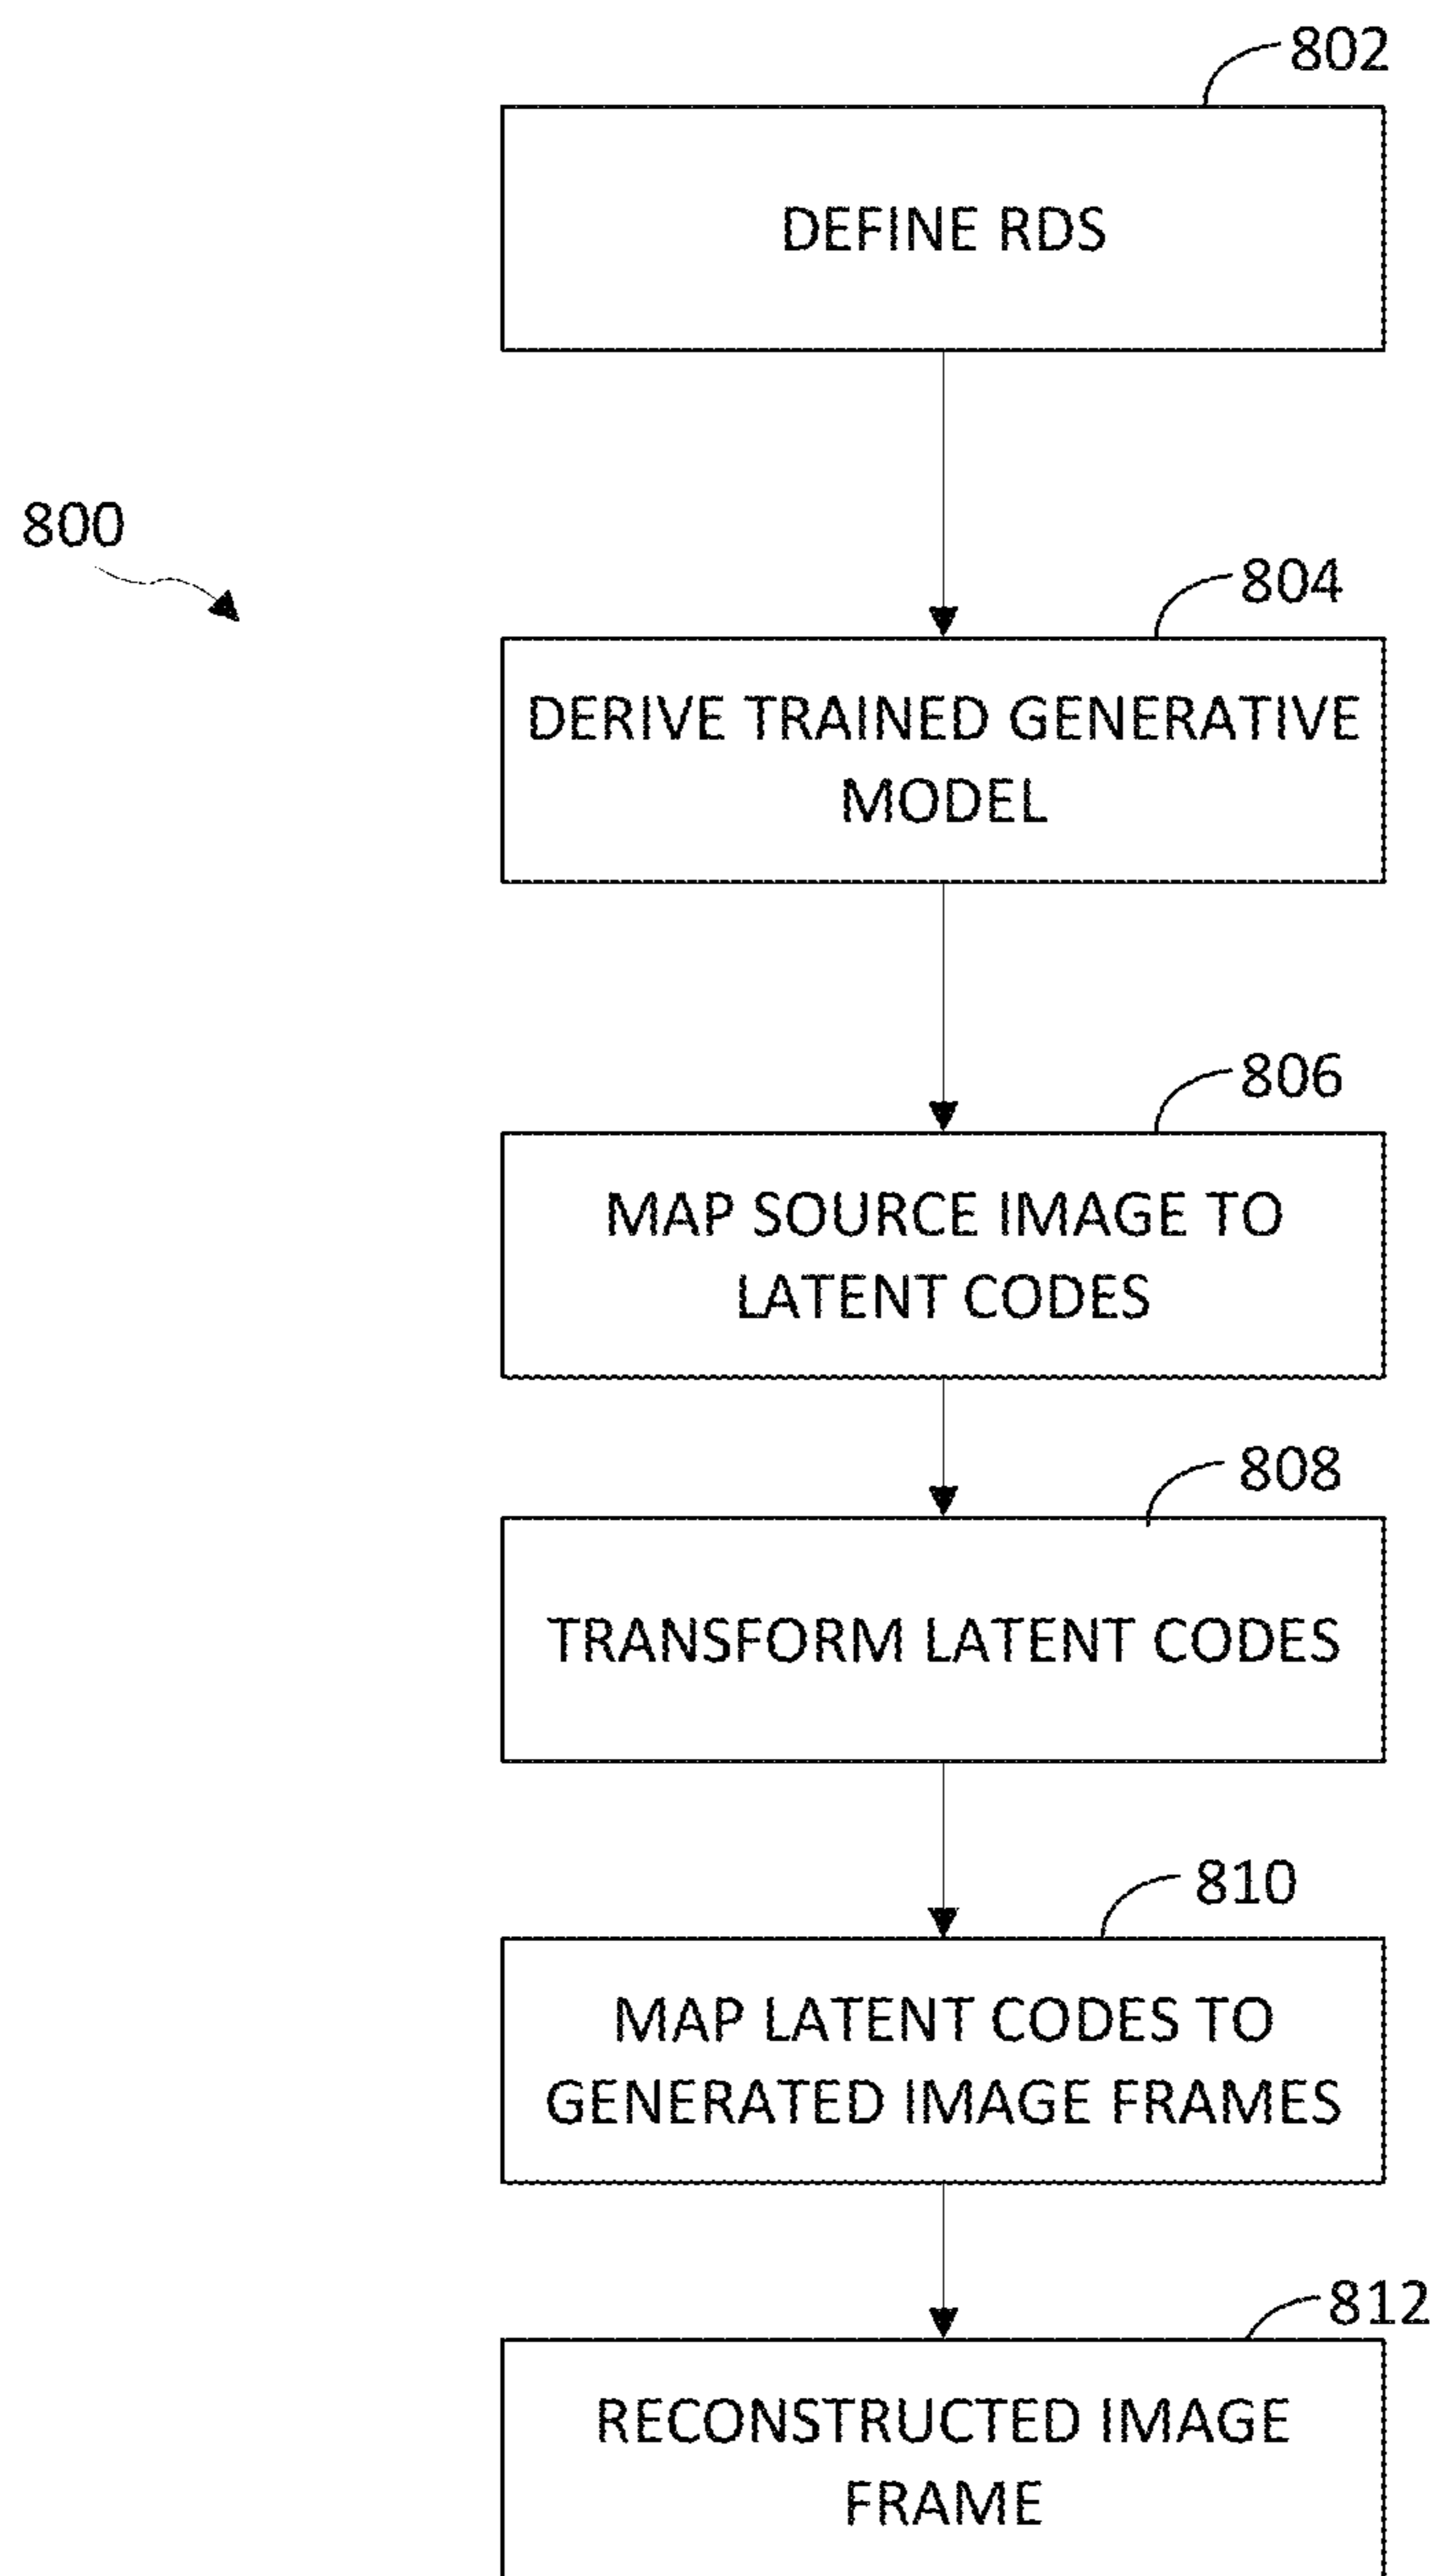 802
DEFINE RDS
800
804
DERIVE TRAINED GENERATIVE
MODEL
806
MAP SOURCE IMAGE TO
LATENT CODES
808
TRANSFORM LATENT CODES
810
MAP LATENT CODES TO
GENERATED IMAGE FRAMES
812
RECONSTRUCTED IMAGE
FRAME